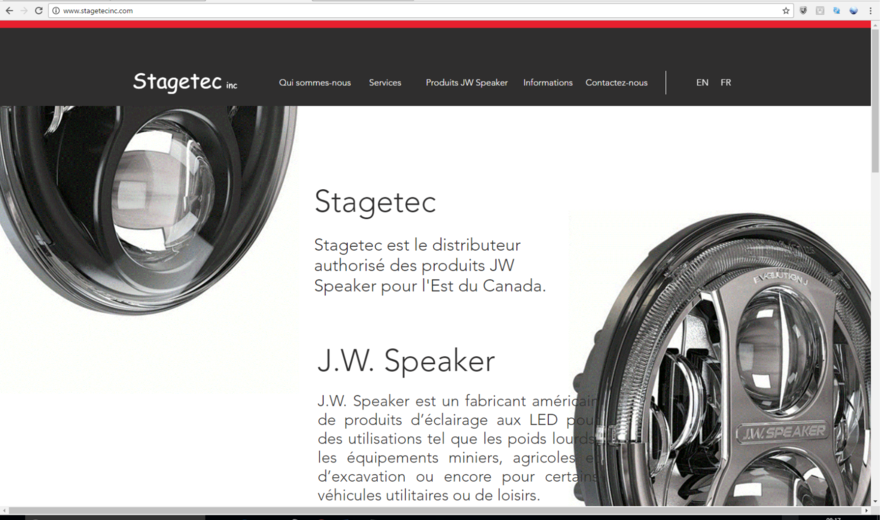 www.stagetecinc.com
Stagetec inc
Qui sommes-nous
Services
Produits JW Speaker
Informations
Contactez-nous
EN
FR
Stagetec
Stagetec est le distributeur
authorisé des produits JW
Speaker pour l'Est du Canada.
EVOLUTION J
J.W. SPEAKER
J.W. Speaker
J.W. Speaker est un fabricant américain
de produits d’éclairage aux LED pour
des utilisations tel que les poids lourds,
les équipements miniers, agricoles et
d’excavation ou encore pour certains
véhicules utilitaires ou de loisirs.